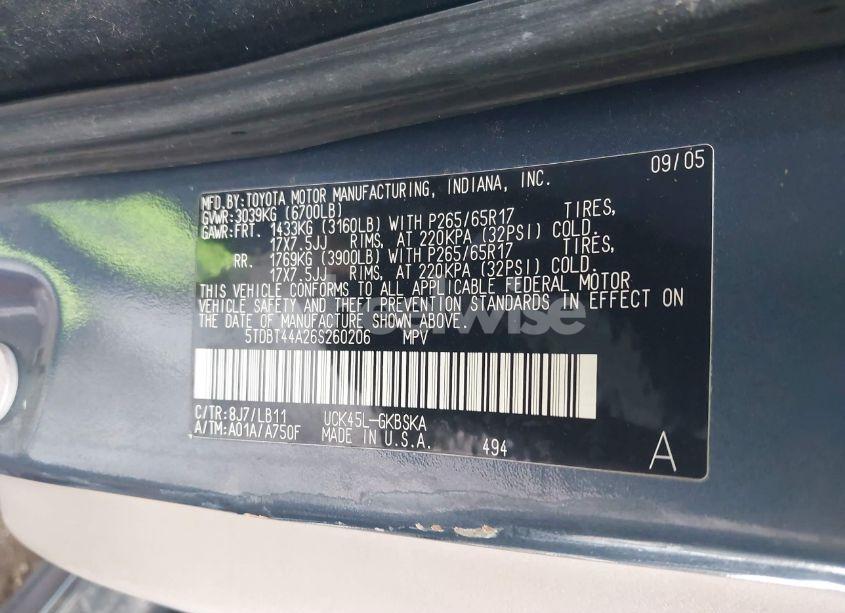 09/05
MFD.BY:TOYOTA MOTOR MANUFACTURING, INDIANA, INC.
GVWR:3039KG (6700LB)
GAWR:FRT. 1433KG (3160LB) WITH P265/65R17 TIRES,
17X7.5JJ RIMS, AT 220KPA (32PSI) COLD.
RR. 1769KG (3900LB) WITH P265/65R17 TIRES,
17X7.5JJ RIMS, AT 220KPA (32PSI) COLD.
THIS VEHICLE CONFORMS TO ALL APPLICABLE FEDERAL MOTOR
VEHICLE SAFETY AND THEFT PREVENTION STANDARDS IN EFFECT ON
THE DATE OF MANUFACTURE SHOWN ABOVE.
5TDBT44A26S260206 MPV
C/TR:8J7/LB11 UCK45L-GKBSKA
A/TM:A01A/A750F MADE IN U.S.A. 494 A